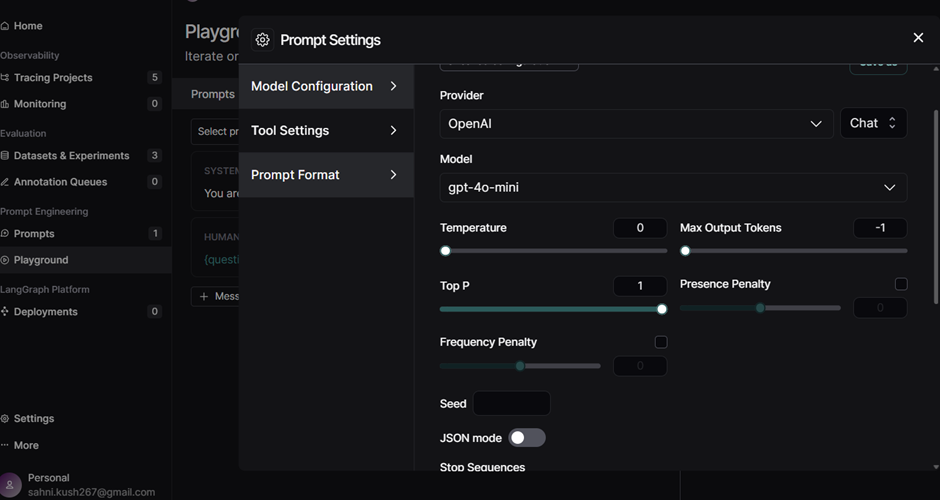 Home
Observability
Tracing Projects 5
Monitoring 0
Evaluation
Datasets & Experiments 3
Annotation Queues 0
Prompt Engineering
Prompts 1
Playground
LangGraph Platform
Deployments 0
Settings
More
Personal
sahni.kush267@gmail.com
Playgr
Iterate or
Prompts
Select pr
SYSTEM
You are
HUMAN
{questi
+ Mess
Prompt Settings
Model Configuration
Tool Settings
Prompt Format
Provider
OpenAI Chat
Model
gpt-4o-mini
Temperature 0 Max Output Tokens -1
Top P 1 Presence Penalty
0
Frequency Penalty
0
Seed
JSON mode
Stop Sequences